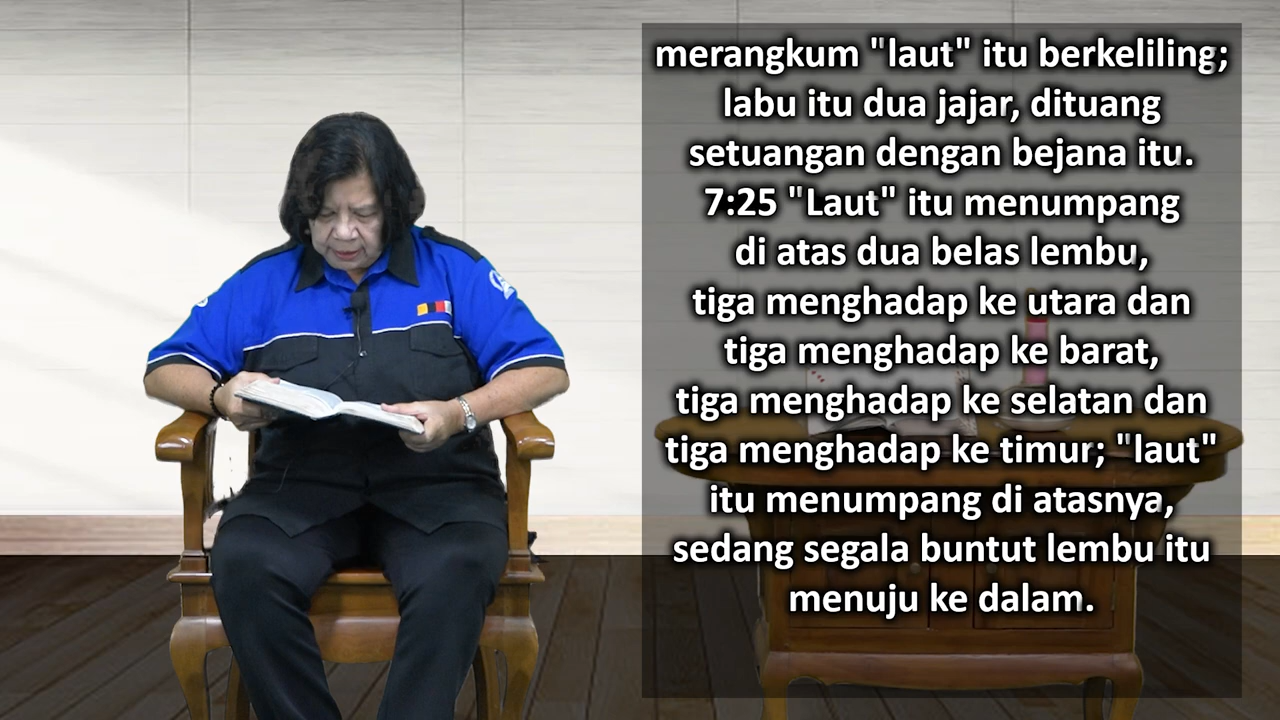 merangkum "laut" itu berkeliling;
labu itu dua jajar, dituang
setuangan dengan bejana itu.
7:25 "Laut" itu menumpang
di atas dua belas lembu,
tiga menghadap ke utara dan
tiga menghadap ke barat,
tiga menghadap ke selatan dan
tiga menghadap ke timur; "laut"
itu menumpang di atasnya,
sedang segala buntut lembu itu
menuju ke dalam.